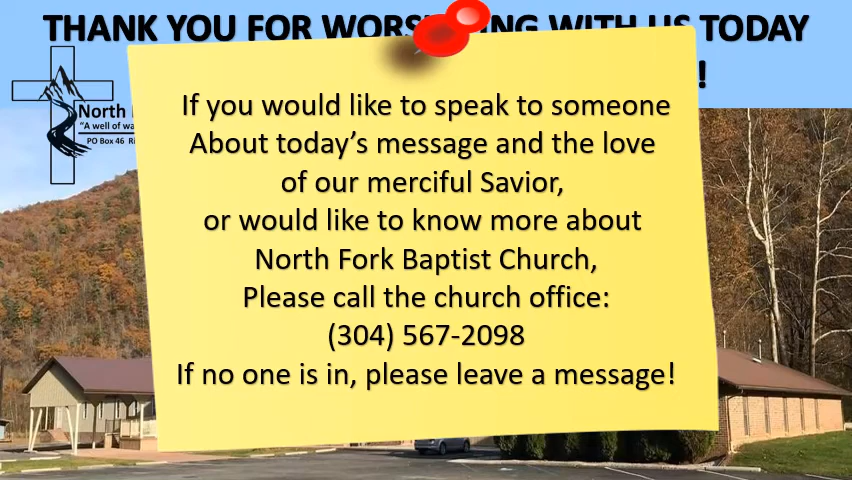 THANK YOU FOR WORS ING WITH US TODAY
!
North
"A well of wa
PO Box 46
If you would like to speak to someone
About today's message and the love
of our merciful Savior,
or would like to know more about
North Fork Baptist Church,
Please call the church office:
(304) 567-2098
If no one is in, please leave a message!